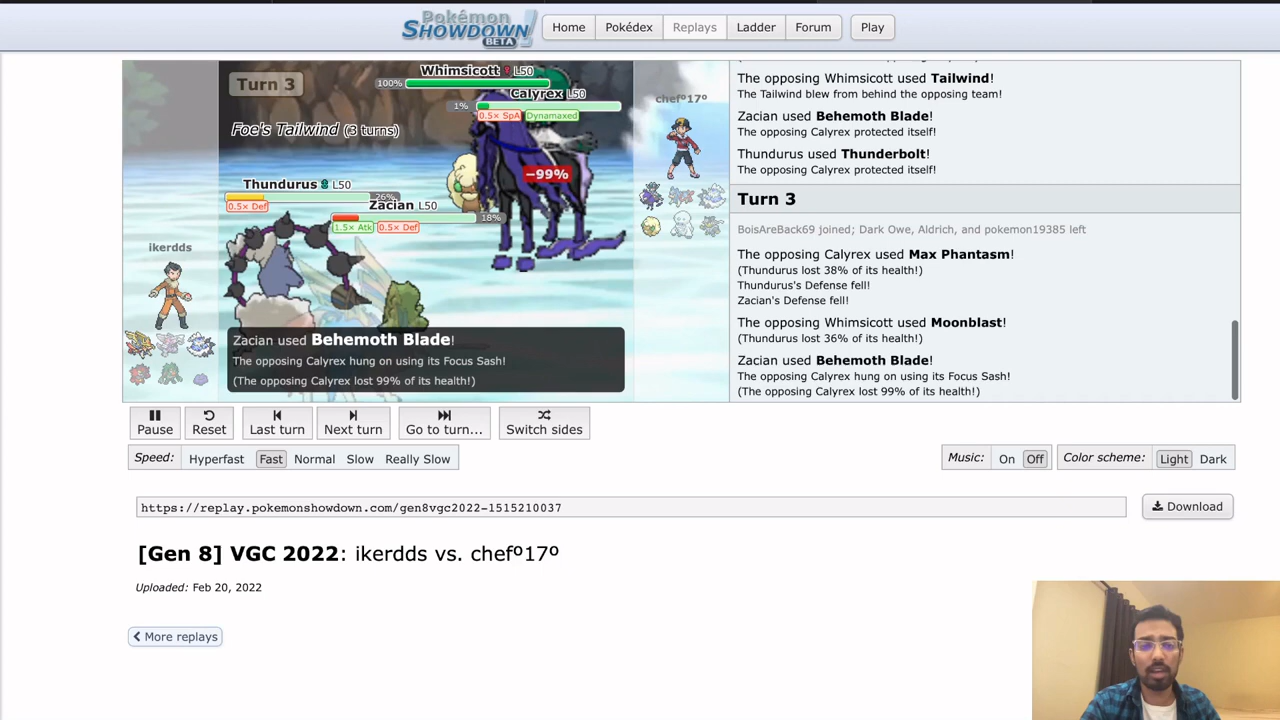 Pokémon
SHOWDOWN!
BETA
Home
Pokédex
Replays
Ladder
Forum
Play
Turn 3
Whimsicott L50
100%
Calyrex L50
1%
0.5× SpA Dynamaxed
Foe's Tailwind (3 turns)
−99%
Thundurus L50
26%
0.5× Def
Zacian L50
18%
1.5× Atk 0.5× Def
ikerdds
chefº17º
Zacian used Behemoth Blade!
The opposing Calyrex hung on using its Focus Sash!
(The opposing Calyrex lost 99% of its health!)
The opposing Whimsicott used Tailwind!
The Tailwind blew from behind the opposing team!
Zacian used Behemoth Blade!
The opposing Calyrex protected itself!
Thundurus used Thunderbolt!
The opposing Calyrex protected itself!
Turn 3
BoisAreBack69 joined; Dark Owe, Aldrich, and pokemon19385 left
The opposing Calyrex used Max Phantasm!
(Thundurus lost 38% of its health!)
Thundurus's Defense fell!
Zacian's Defense fell!
The opposing Whimsicott used Moonblast!
(Thundurus lost 36% of its health!)
Zacian used Behemoth Blade!
The opposing Calyrex hung on using its Focus Sash!
(The opposing Calyrex lost 99% of its health!)
Pause
Reset
Last turn
Next turn
Go to turn...
Switch sides
Speed: Hyperfast Fast Normal Slow Really Slow
Music: On Off
Color scheme: Light Dark
https://replay.pokemonshowdown.com/gen8vgc2022-1515210037
Download
[Gen 8] VGC 2022: ikerdds vs. chefº17º
Uploaded: Feb 20, 2022
More replays